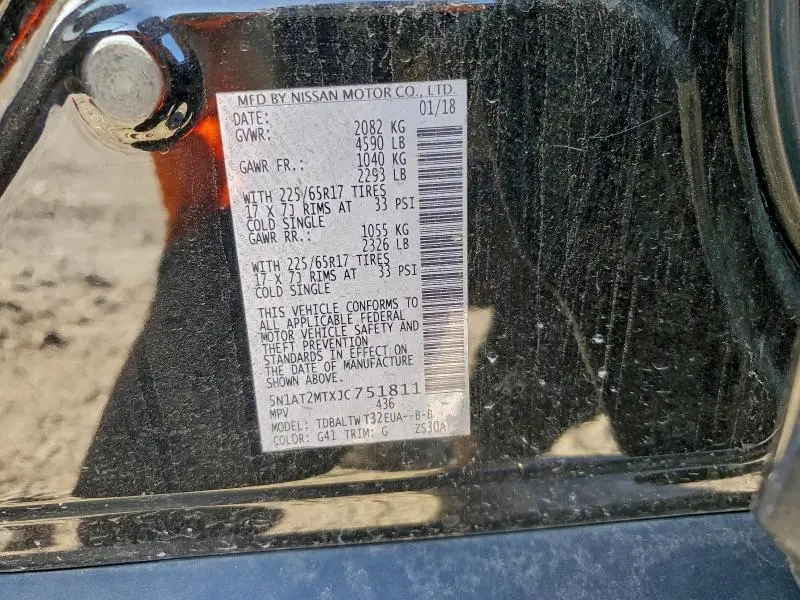 MFD BY NISSAN MOTOR CO., LTD.
DATE: 01/18
GVWR: 2082 KG
4590 LB
GAWR FR.: 1040 KG
2293 LB
WITH 225/65R17 TIRES
17 X 7J RIMS AT 33 PSI
COLD SINGLE
GAWR RR.: 1055 KG
2326 LB
WITH 225/65R17 TIRES
17 X 7J RIMS AT 33 PSI
COLD SINGLE
THIS VEHICLE CONFORMS TO
ALL APPLICABLE FEDERAL
MOTOR VEHICLE SAFETY AND
THEFT PREVENTION
STANDARDS IN EFFECT ON
THE DATE OF MANUFACTURE
SHOWN ABOVE.
5N1AT2MTXJC751811
MPV 436
MODEL: TDBALTW T32EUA--B-B
COLOR: G41 TRIM: G ZS30A